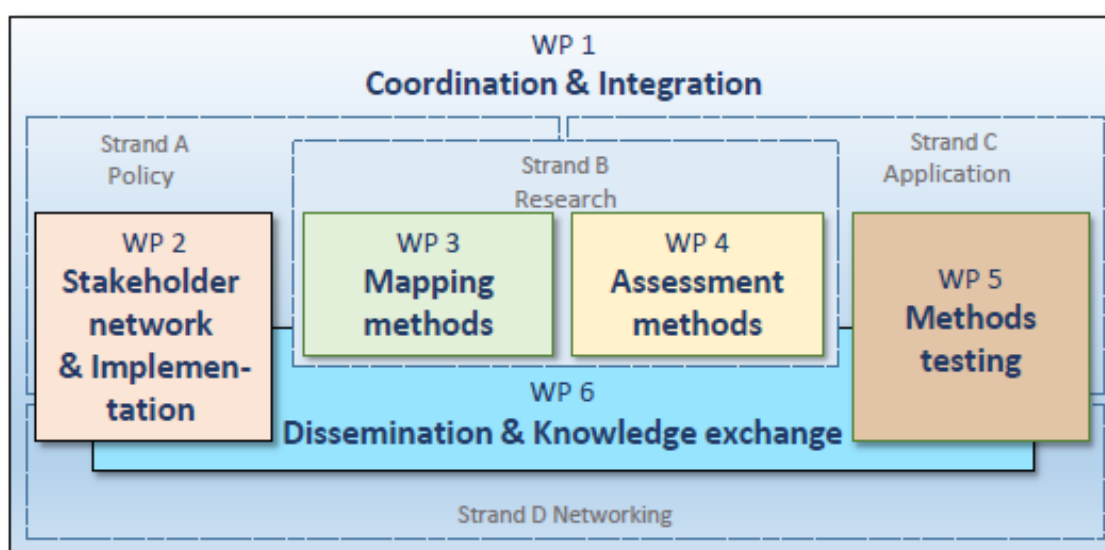 WP 1
Coordination & Integration
Strand A
Policy
Strand B
Research
Strand C
Application
WP 2
Stakeholder
network
& Implemen-
tation
WP 3
Mapping
methods
WP 4
Assessment
methods
WP 5
Methods
testing
WP 6
Dissemination & Knowledge exchange
Strand D Networking